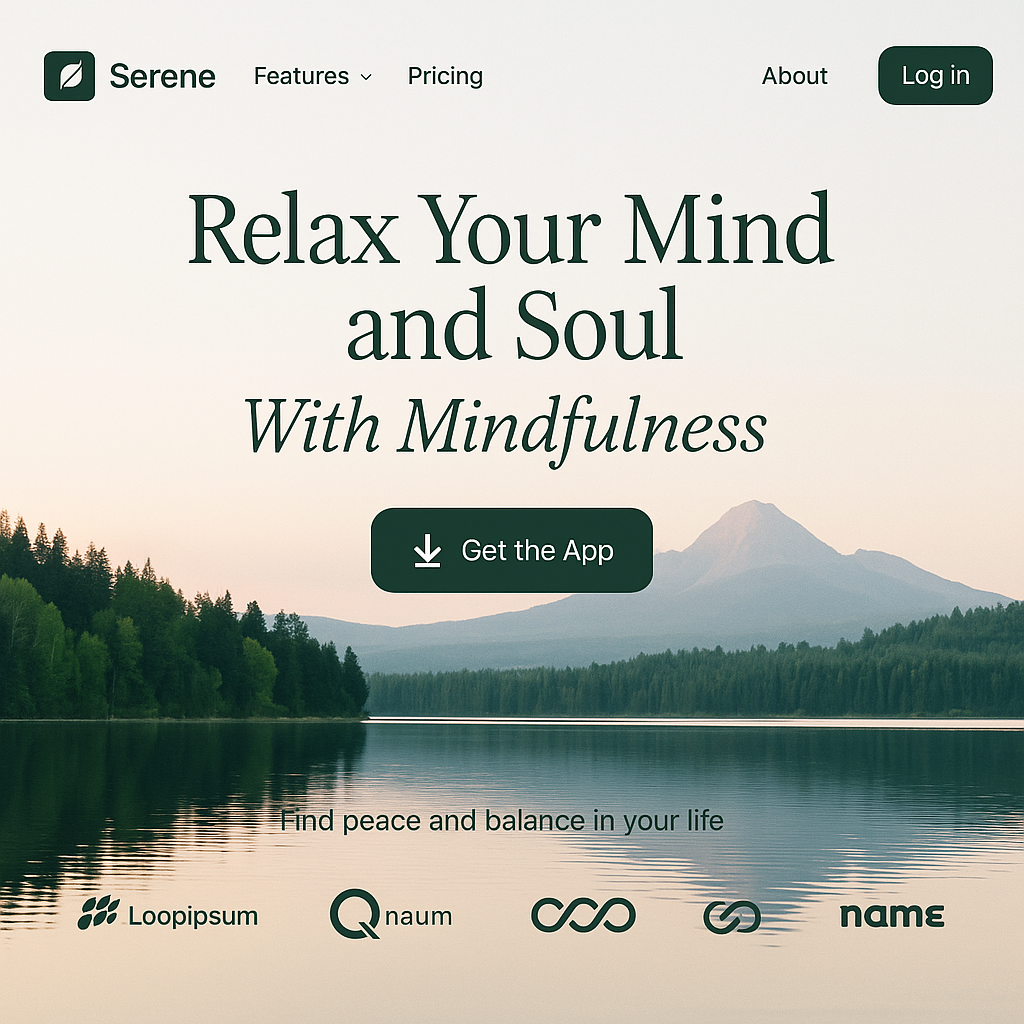 Serene Features Pricing About Log in
Relax Your Mind
and Soul
With Mindfulness
Get the App
Find peace and balance in your life
Loopipsum Qnaum name